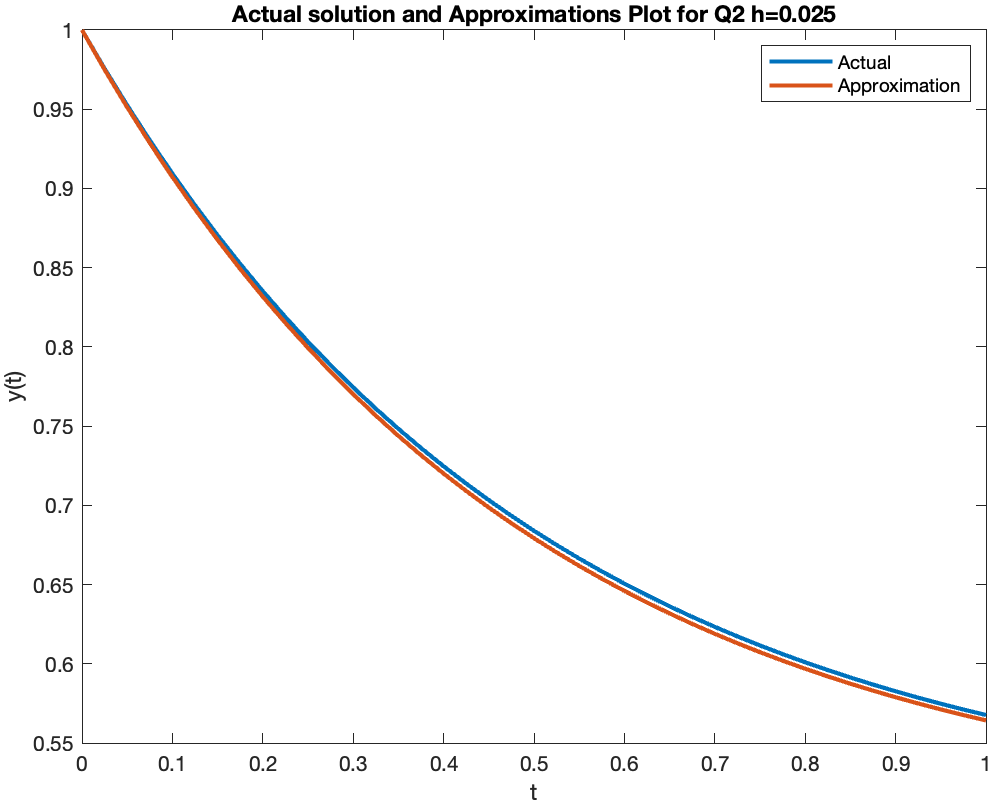 Actual solution and Approximations Plot for Q2 h=0.025
Actual
Approximation
1
0.95
0.9
0.85
0.8
0.75
0.7
0.65
0.6
0.55
y(t)
0 0.1 0.2 0.3 0.4 0.5 0.6 0.7 0.8 0.9 1
t